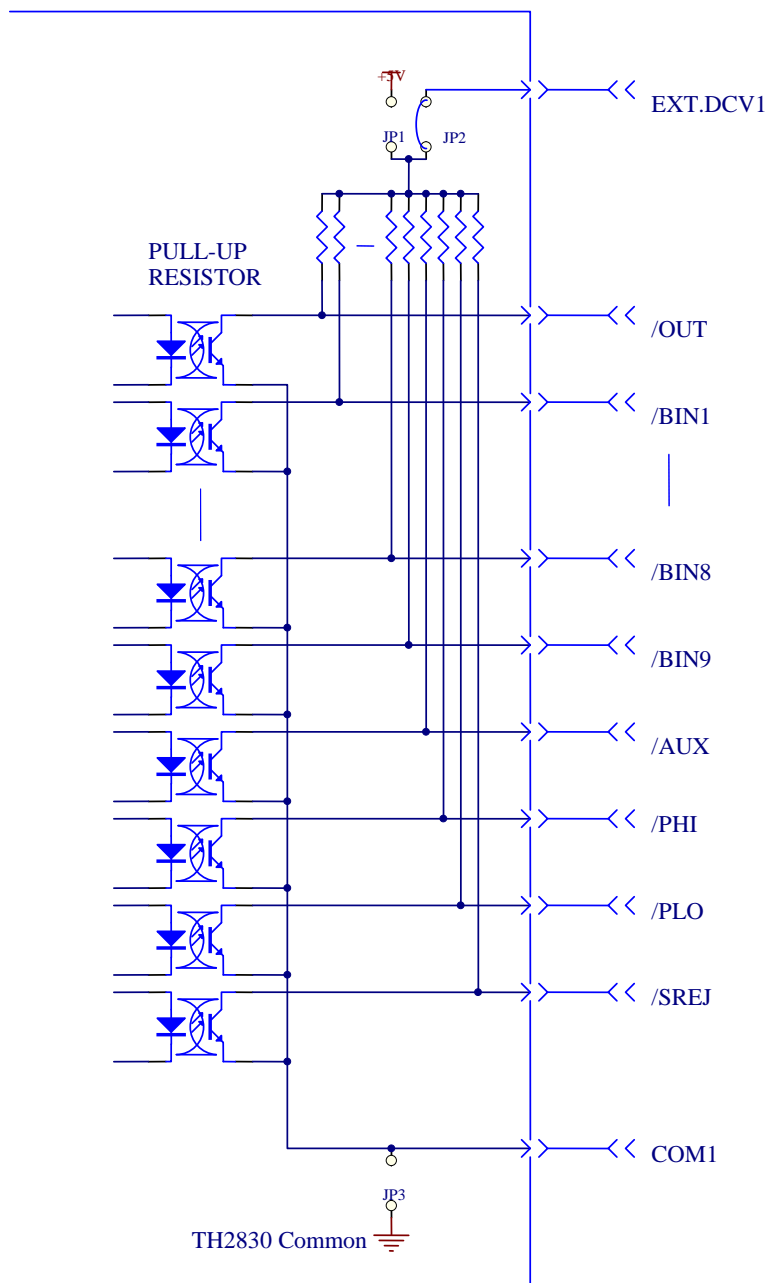 +5V
EXT.DCV1
JP1
JP2
PULL-UP
RESISTOR
/OUT
/BIN1
/BIN8
/BIN9
/AUX
/PHI
/PLO
/SREJ
COM1
JP3
TH2830 Common